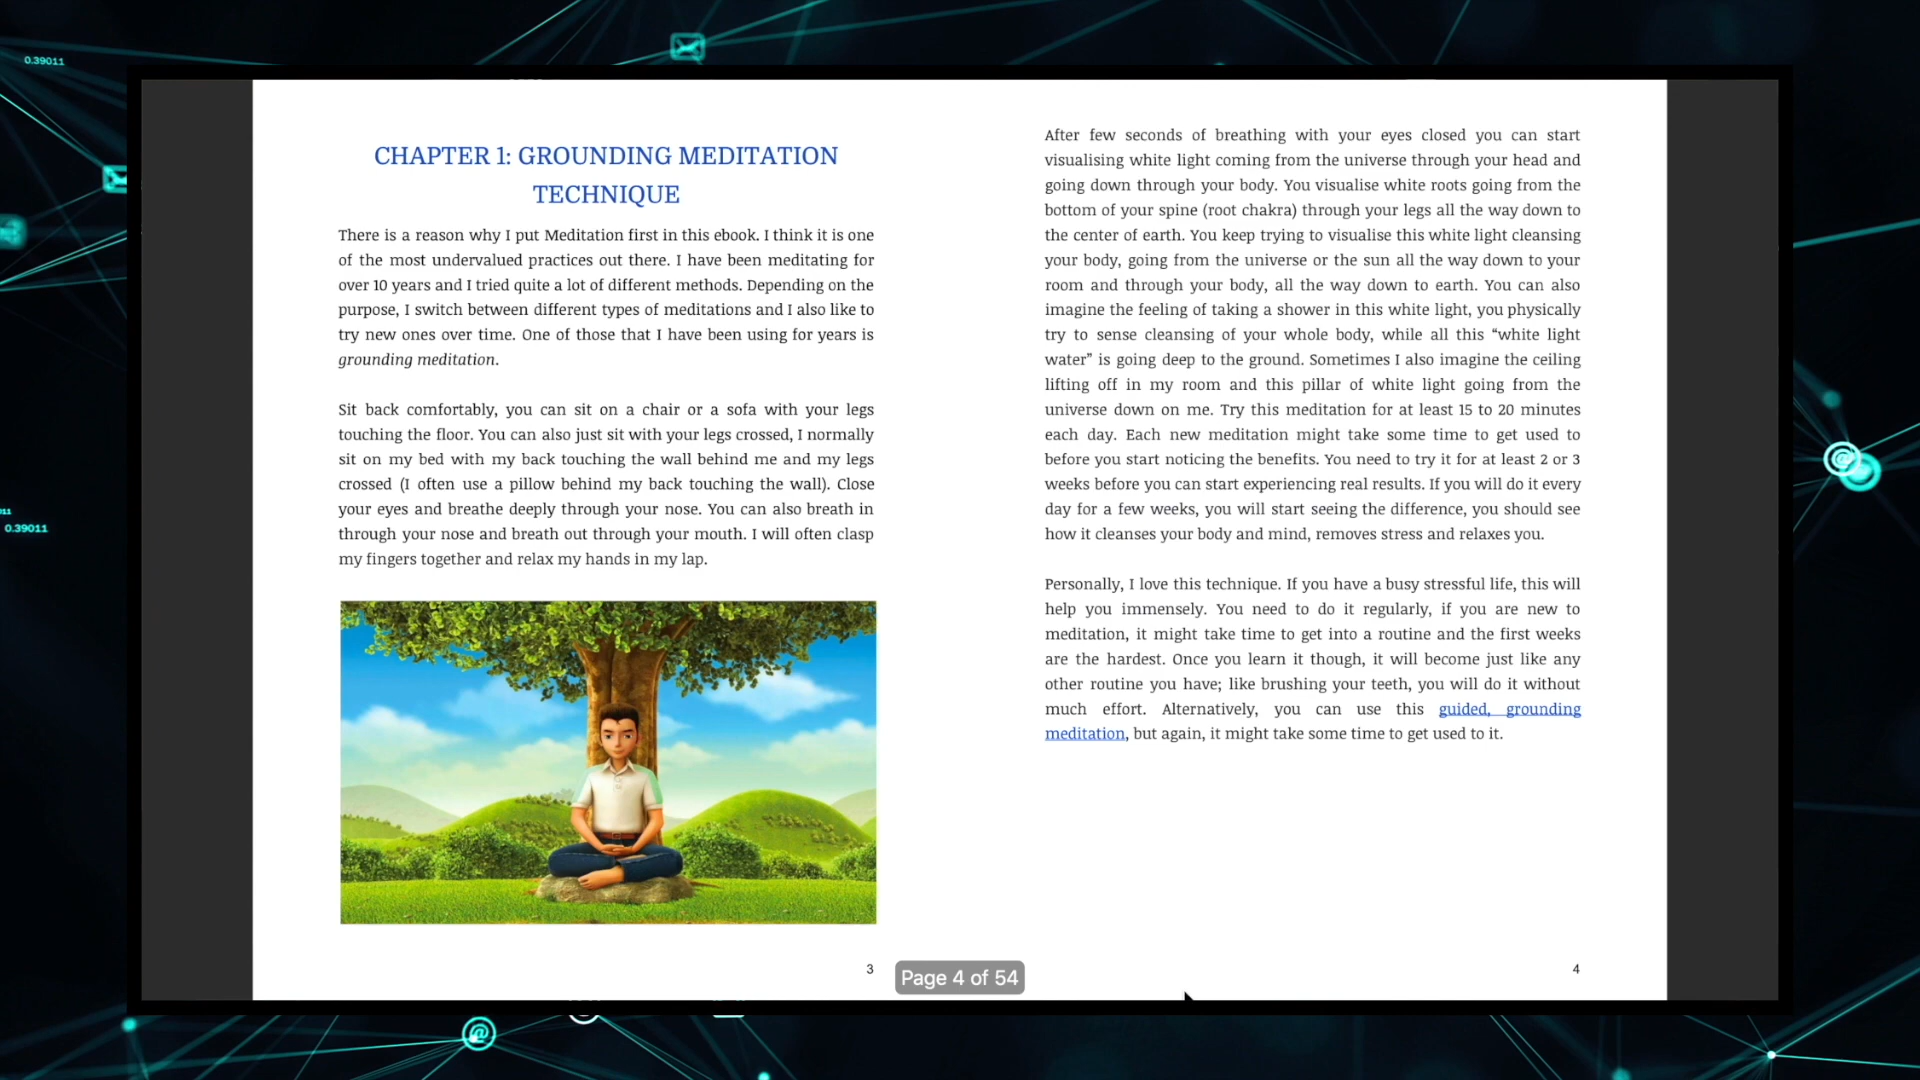 0.39011
CHAPTER 1: GROUNDING MEDITATION
TECHNIQUE
There is a reason why I put Meditation first in this ebook. I think it is one
of the most undervalued practices out there. I have been meditating for
over 10 years and I tried quite a lot of different methods. Depending on the
purpose, I switch between different types of meditations and I also like to
try new ones over time. One of those that I have been using for years is
grounding meditation.
Sit back comfortably, you can sit on a chair or a sofa with your legs
touching the floor. You can also just sit with your legs crossed, I normally
sit on my bed with my back touching the wall behind me and my legs
crossed (I often use a pillow behind my back touching the wall). Close
your eyes and breathe deeply through your nose. You can also breath in
through your nose and breath out through your mouth. I will often clasp
my fingers together and relax my hands in my lap.
3
After few seconds of breathing with your eyes closed you can start
visualising white light coming from the universe through your head and
going down through your body. You visualise white roots going from the
bottom of your spine (root chakra) through your legs all the way down to
the center of earth. You keep trying to visualise this white light cleansing
your body, going from the universe or the sun all the way down to your
room and through your body, all the way down to earth. You can also
imagine the feeling of taking a shower in this white light, you physically
try to sense cleansing of your whole body, while all this “white light
water” is going deep to the ground. Sometimes I also imagine the ceiling
lifting off in my room and this pillar of white light going from the
universe down on me. Try this meditation for at least 15 to 20 minutes
each day. Each new meditation might take some time to get used to
before you start noticing the benefits. You need to try it for at least 2 or 3
weeks before you can start experiencing real results. If you will do it every
day for a few weeks, you will start seeing the difference, you should see
how it cleanses your body and mind, removes stress and relaxes you.
Personally, I love this technique. If you have a busy stressful life, this will
help you immensely. You need to do it regularly, if you are new to
meditation, it might take time to get into a routine and the first weeks
are the hardest. Once you learn it though, it will become just like any
other routine you have; like brushing your teeth, you will do it without
much effort. Alternatively, you can use this guided, grounding
meditation, but again, it might take some time to get used to it.
4
Page 4 of 54
0.39011